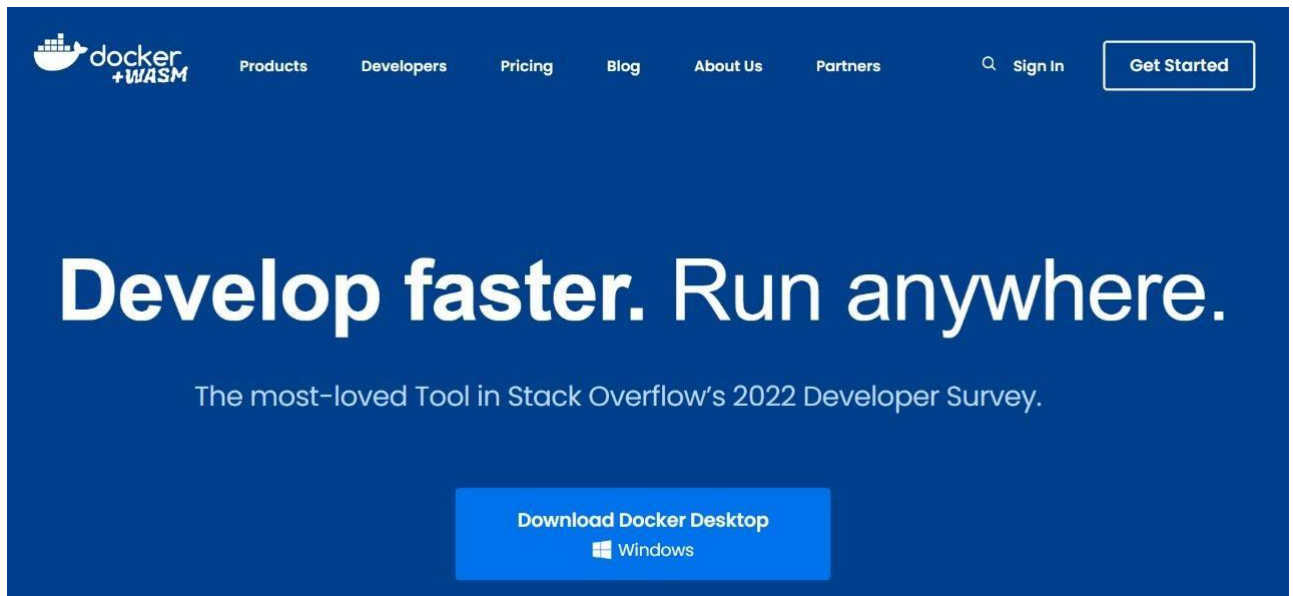 docker
+WASM
Products Developers Pricing Blog About Us Partners Sign In Get Started
Develop faster. Run anywhere.
The most-loved Tool in Stack Overflow’s 2022 Developer Survey.
Download Docker Desktop
Windows